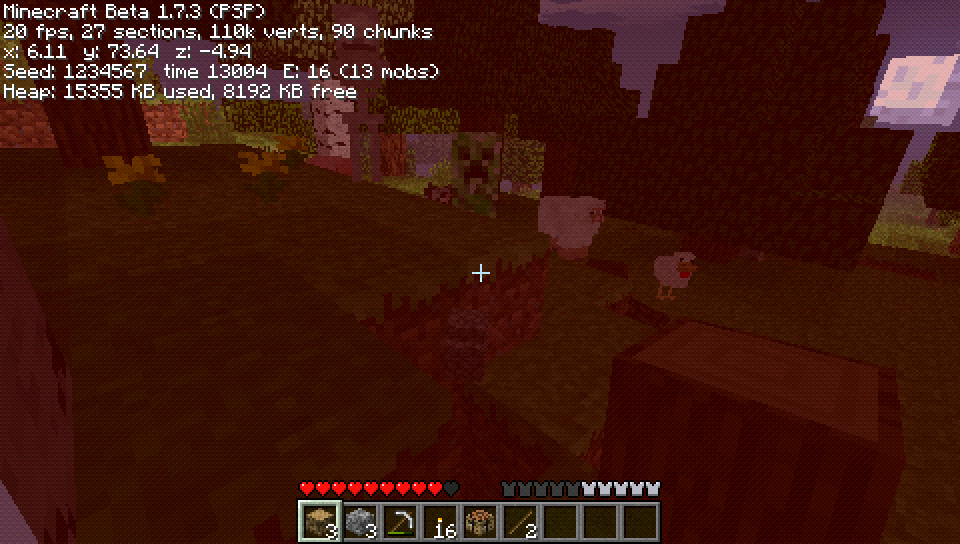 Minecraft Beta 1.7.3 (PSP)
20 fps, 27 sections, 110k verts, 90 chunks
x: 6.11 y: 73.64 z: -4.94
Seed: 1234567 time 13004 E: 16 (13 mobs)
Heap: 15355 KB used, 8192 KB free
3 3 16 2